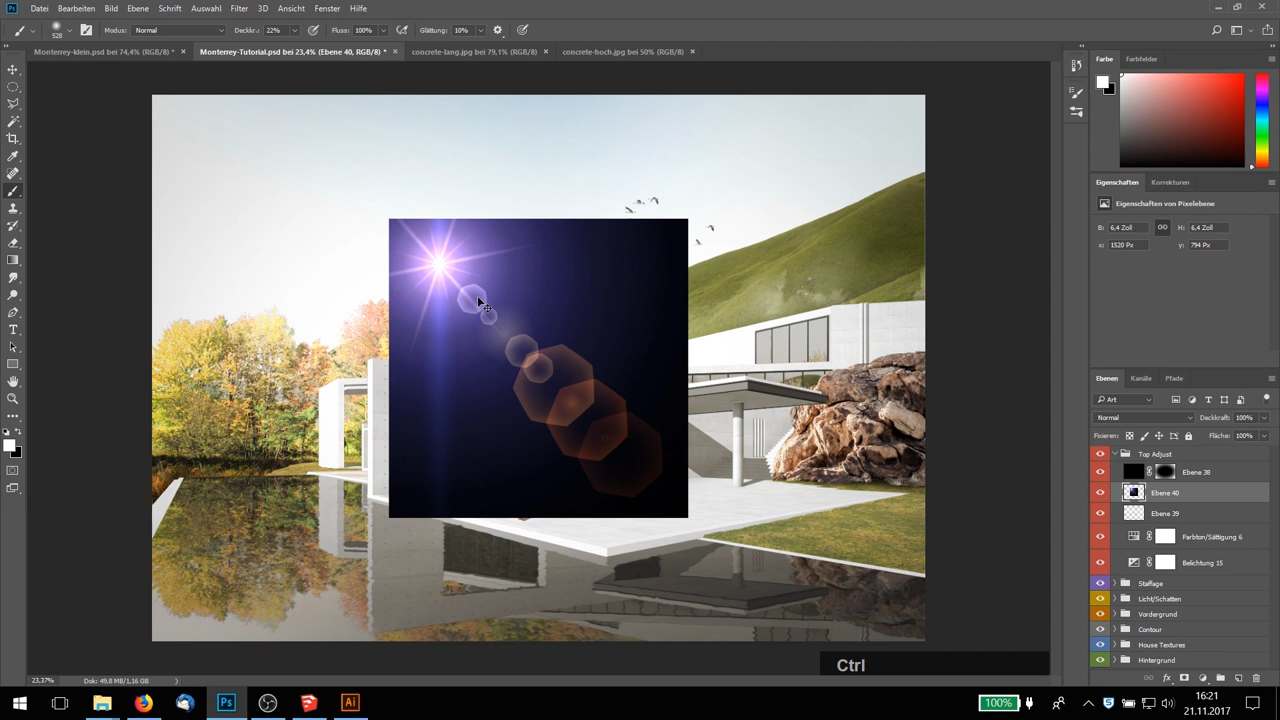 Ps Datei Bearbeiten Bild Ebene Schrift Auswahl Filter 3D Ansicht Fenster Hilfe
528 Modus: Normal Deckkr.: 22% Fluss: 100% Glättung: 10%
Monterrey-klein.psd bei 74,4% (RGB/8) * × Monterrey-Tutorial.psd bei 23,4% (Ebene 40, RGB/8) * × concrete-lang.jpg bei 79,1% (RGB/8) × concrete-hoch.jpg bei 50% (RGB/8) ×
Farbe Farbfelder
Eigenschaften Korrekturen
Eigenschaften von Pixelebene
B: 6,4 Zoll H: 6,4 Zoll
x: 1520 Px y: 794 Px
Ebenen Kanäle Pfade
Art
Normal Deckkraft: 100%
Fixieren: Fläche: 100%
Top Adjust
Ebene 38
Ebene 40
Ebene 39
Farbton/Sättigung 6
Belichtung 15
Staffage
Licht/Schatten
Vordergrund
Contour
House Textures
Hintergrund
Ctrl
23,37% Dok: 49,8 MB/1,16 GB
fx
Ps Ai 100% 16:21
21.11.2017